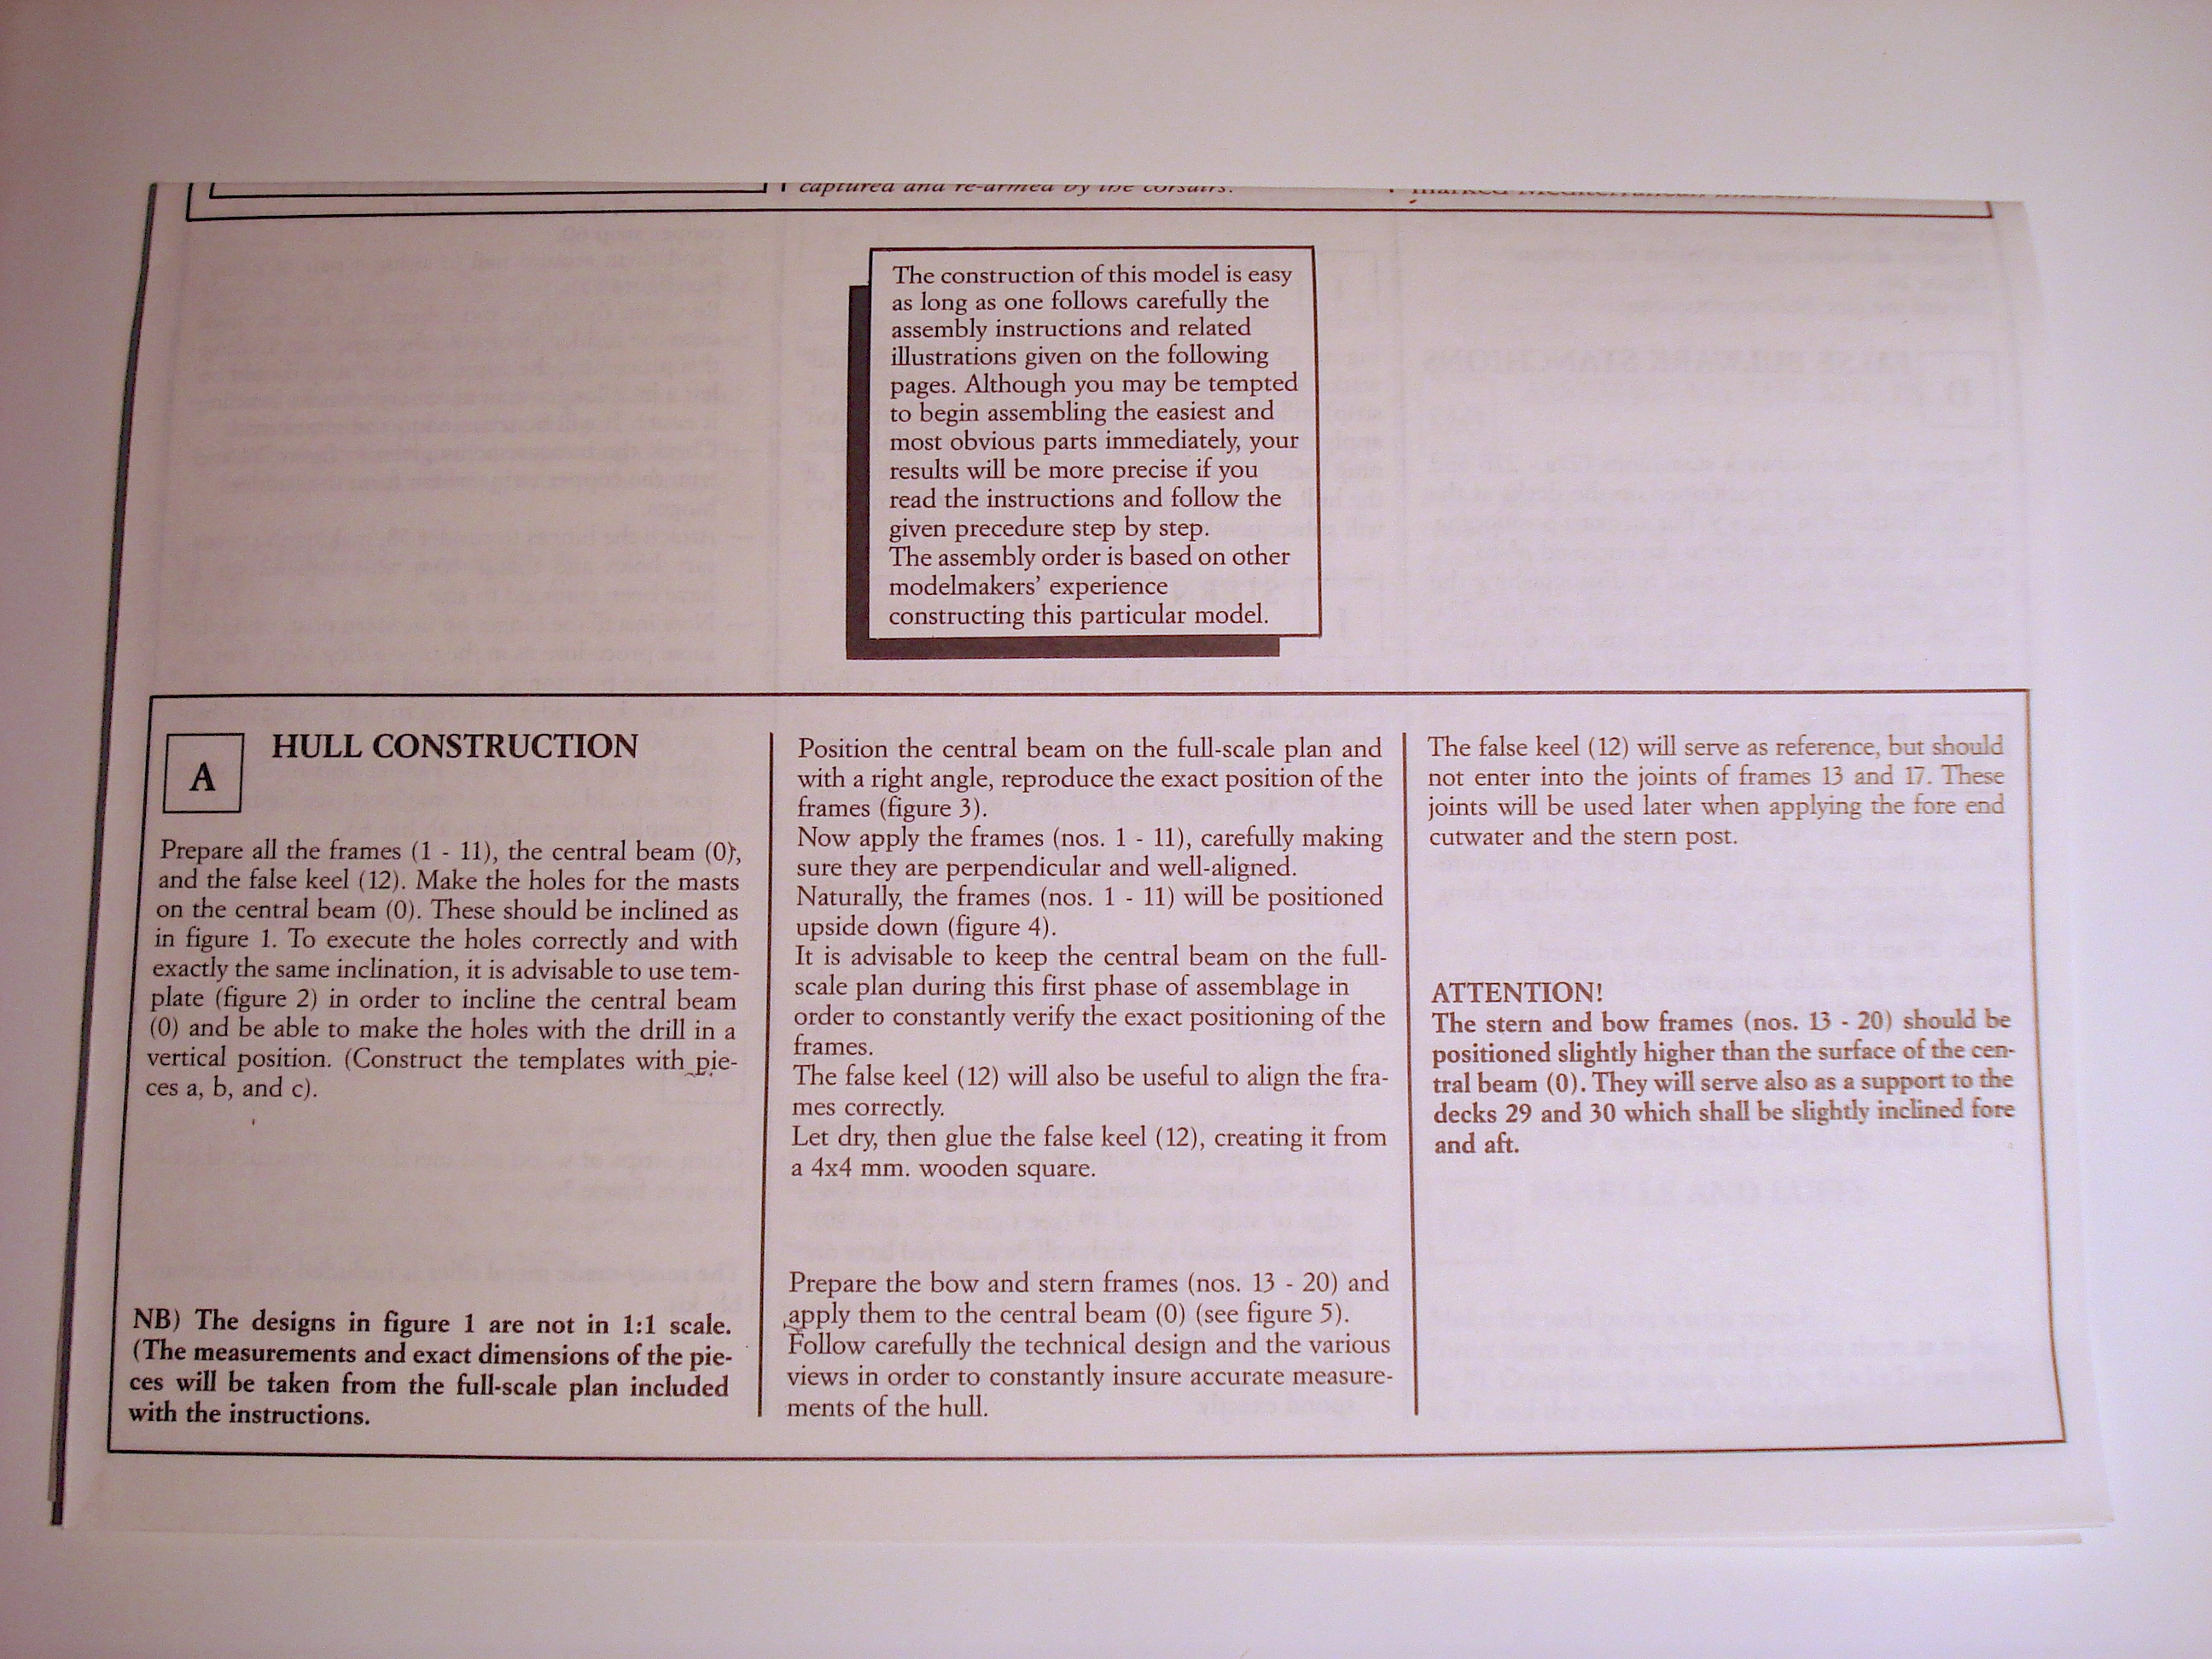 captured and re-armed by the corsairs.
marked Mediterranean
The construction of this model is easy
as long as one follows carefully the
assembly instructions and related
illustrations given on the following
pages. Although you may be tempted
to begin assembling the easiest and
most obvious parts immediately, your
results will be more precise if you
read the instructions and follow the
given precedure step by step.
The assembly order is based on other
modelmakers' experience
constructing this particular model.
A
HULL CONSTRUCTION
Prepare all the frames (1 - 11), the central beam (0),
and the false keel (12). Make the holes for the masts
on the central beam (0). These should be inclined as
in figure 1. To execute the holes correctly and with
exactly the same inclination, it is advisable to use tem-
plate (figure 2) in order to incline the central beam
(0) and be able to make the holes with the drill in a
vertical position. (Construct the templates with pie-
ces a, b, and c).
NB) The designs in figure 1 are not in 1:1 scale.
(The measurements and exact dimensions of the pie-
ces will be taken from the full-scale plan included
with the instructions.
Position the central beam on the full-scale plan and
with a right angle, reproduce the exact position of the
frames (figure 3).
Now apply the frames (nos. 1 - 11), carefully making
sure they are perpendicular and well-aligned.
Naturally, the frames (nos. 1 - 11) will be positioned
upside down (figure 4).
It is advisable to keep the central beam on the full-
scale plan during this first phase of assemblage in
order to constantly verify the exact positioning of the
frames.
The false keel (12) will also be useful to align the fra-
mes correctly.
Let dry, then glue the false keel (12), creating it from
a 4x4 mm. wooden square.
Prepare the bow and stern frames (nos. 13 - 20) and
apply them to the central beam (0) (see figure 5).
Follow carefully the technical design and the various
views in order to constantly insure accurate measure-
ments of the hull.
The false keel (12) will serve as reference, but should
not enter into the joints of frames 13 and 17. These
joints will be used later when applying the fore end
cutwater and the stern post.
ATTENTION!
The stern and bow frames (nos. 13 - 20) should be
positioned slightly higher than the surface of the cen-
tral beam (0). They will serve also as a support to the
decks 29 and 30 which shall be slightly inclined fore
and aft.